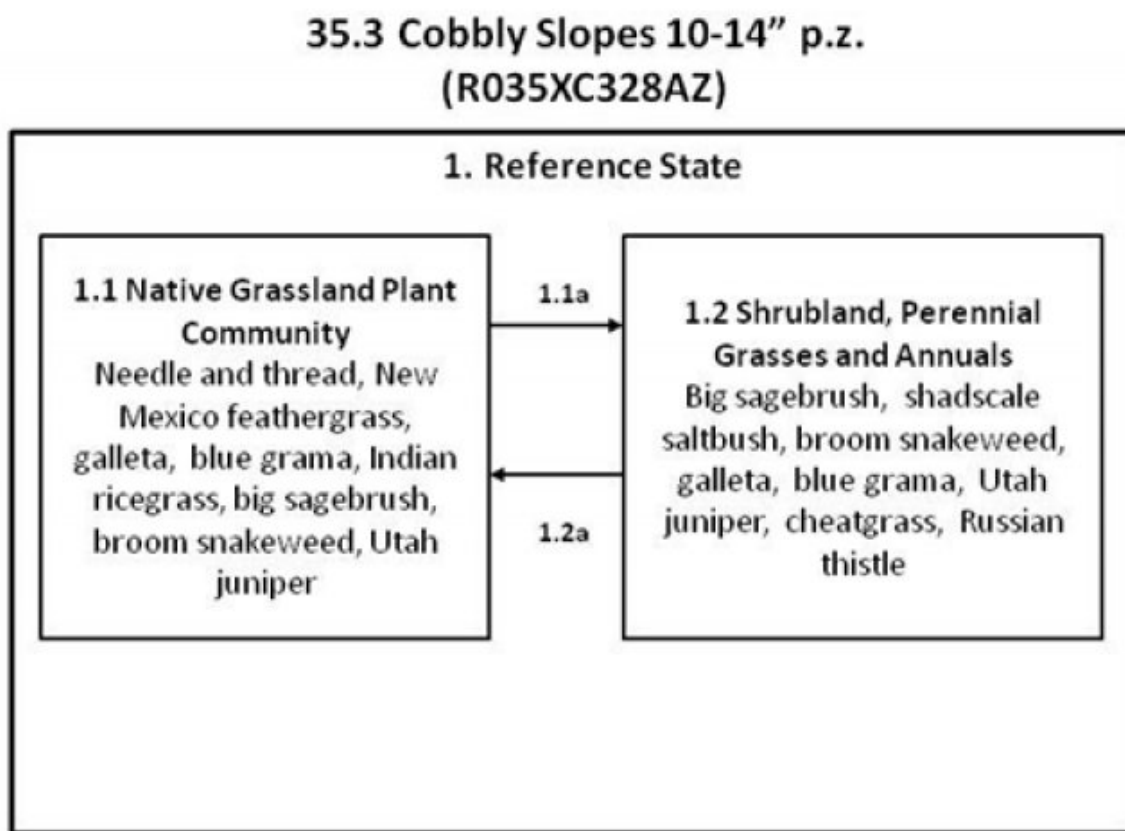 35.3 Cobbly Slopes 10-14” p.z.
(R035XC328AZ)
1. Reference State
1.1 Native Grassland Plant
Community
Needle and thread, New
Mexico feathergrass,
galleta, blue grama, Indian
ricegrass, big sagebrush,
broom snakeweed, Utah
juniper
1.1a
1.2a
1.2 Shrubland, Perennial
Grasses and Annuals
Big sagebrush, shadscale
saltbush, broom snakeweed,
galleta, blue grama, Utah
juniper, cheatgrass, Russian
thistle